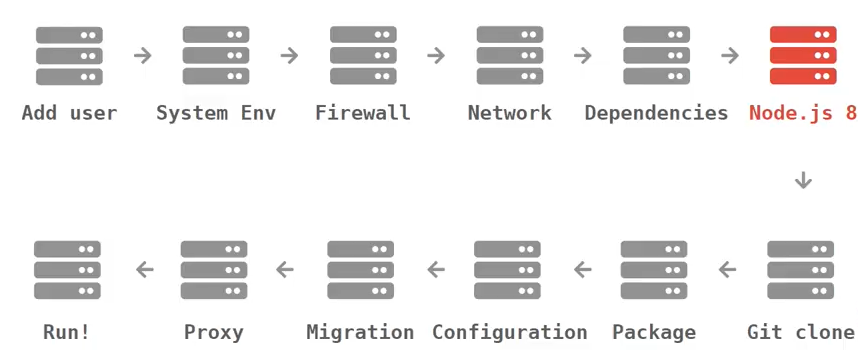 Add user
System Env
Firewall
Network
Dependencies
Node.js 8
Git clone
Package
Configuration
Migration
Proxy
Run!